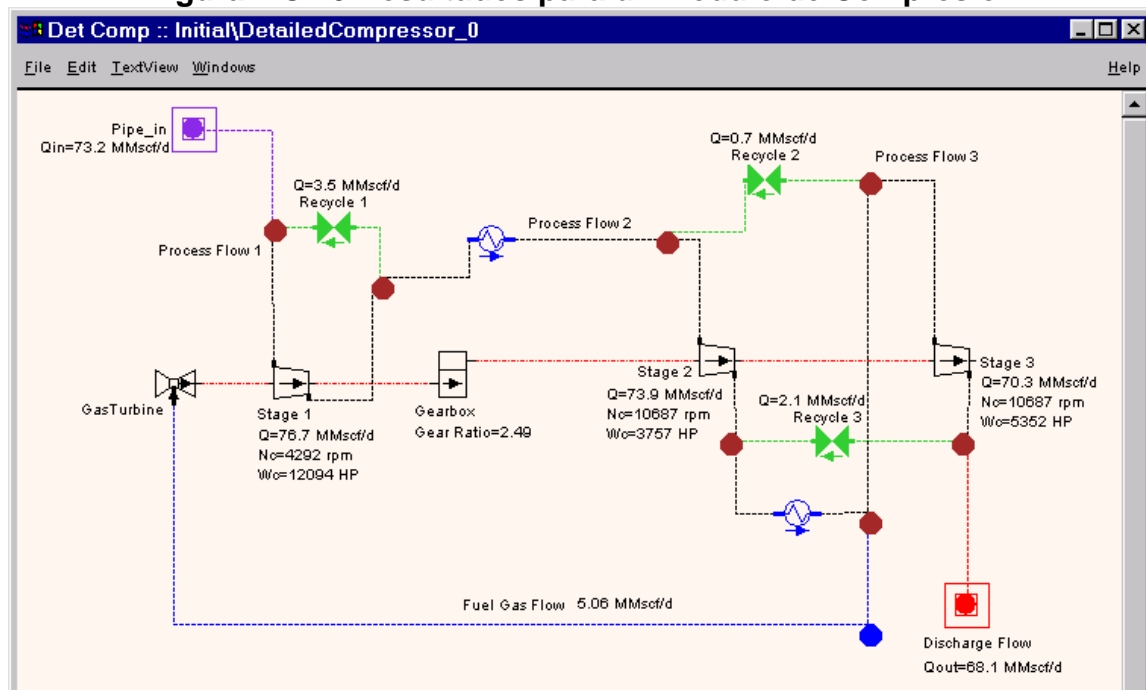 Det Comp :: Initial\DetailedCompressor_0
File Edit TextView Windows Help
Pipe_in
Qin=73.2 MMscf/d
Q=3.5 MMscf/d
Recycle 1
Process Flow 1
Process Flow 2
Q=0.7 MMscf/d
Recycle 2
Process Flow 3
GasTurbine
Stage 1
Q=76.7 MMscf/d
Nc=4292 rpm
Wc=12094 HP
Gearbox
Gear Ratio=2.49
Stage 2
Q=73.9 MMscf/d
Nc=10687 rpm
Wc=3757 HP
Q=2.1 MMscf/d
Recycle 3
Stage 3
Q=70.3 MMscf/d
Nc=10687 rpm
Wc=5352 HP
Fuel Gas Flow 5.06 MMscf/d
Discharge Flow
Qout=68.1 MMscf/d